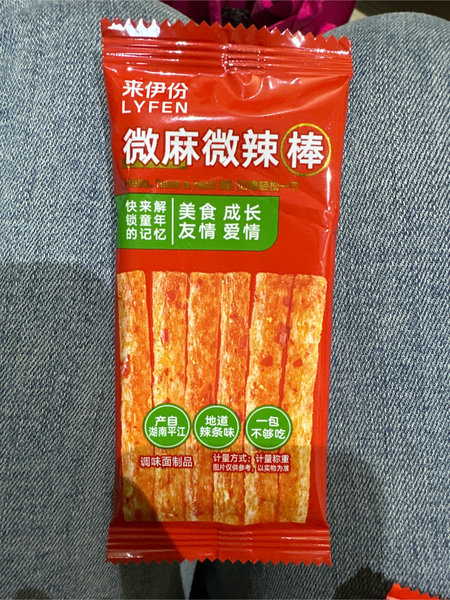 来伊份
LYFEN
微麻微辣棒
快来解
锁童年
的记忆
美食 成长
友情 爱情
产自
湖南平江
地道
辣条味
一包
不够吃
调味面制品
计量方式:计量称重
图片仅供参考,以实物为准